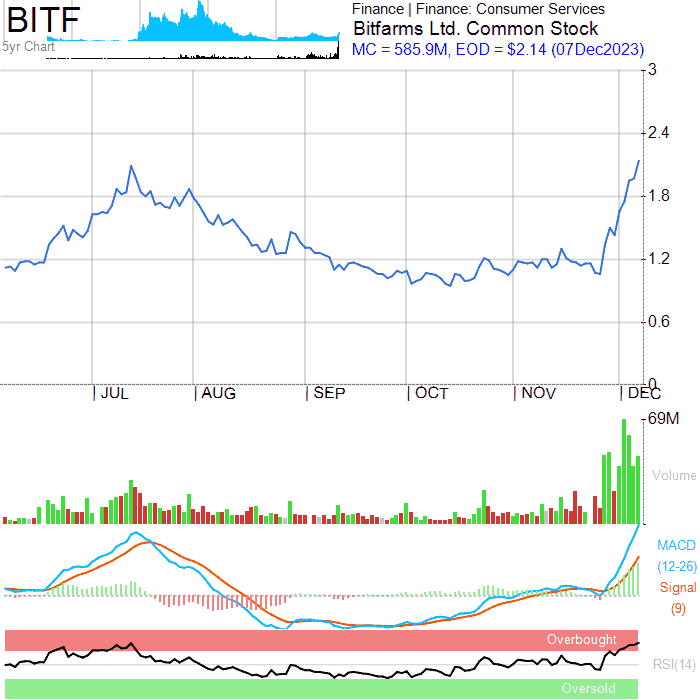 BITF
5yr Chart
Finance | Finance: Consumer Services
Bitfarms Ltd. Common Stock
MC = 585.9M, EOD = $2.14 (07Dec2023)
3
2.4
1.8
1.2
0.6
0
JUL AUG SEP OCT NOV DEC
69M
Volume
MACD
(12-26)
Signal
(9)
Overbought
RSI(14)
Oversold